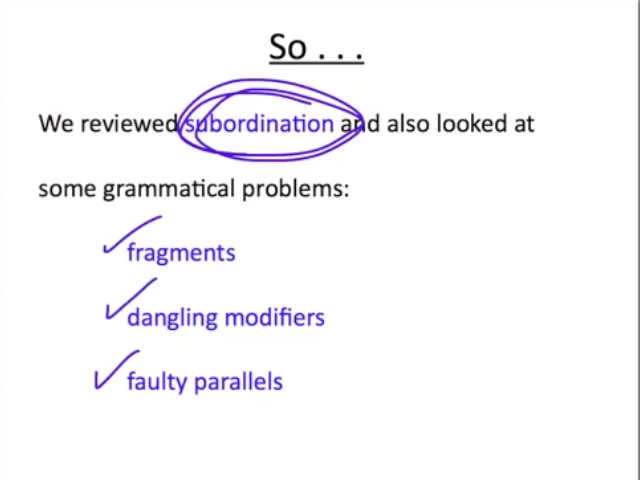 So . . .
We reviewed subordination and also looked at
some grammatical problems:
fragments
dangling modifiers
faulty parallels